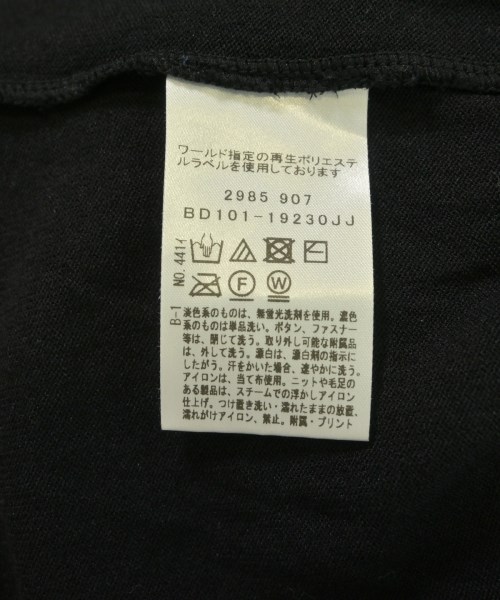 ワールド指定の再生ポリエステ
ルラベルを使用しております
2985 907
BD101-19230JJ
NO.441イ
F
W
B-1
淡色系のものは、無蛍光洗剤を使用。濃色
系のものは単品洗い。ボタン、ファスナー
等は、閉じて洗う。取り外し可能な附属品
は、外して洗う。漂白は、漂白剤の指示に
したがう。汗をかいた場合、速やかに洗う。
アイロンは、当て布使用。ニットや毛足の
ある製品は、スチームでの浮かしアイロン
仕上げ。つけ置き洗い・濡れたままの放置、
濡れがけアイロン、禁止。附属・プリント